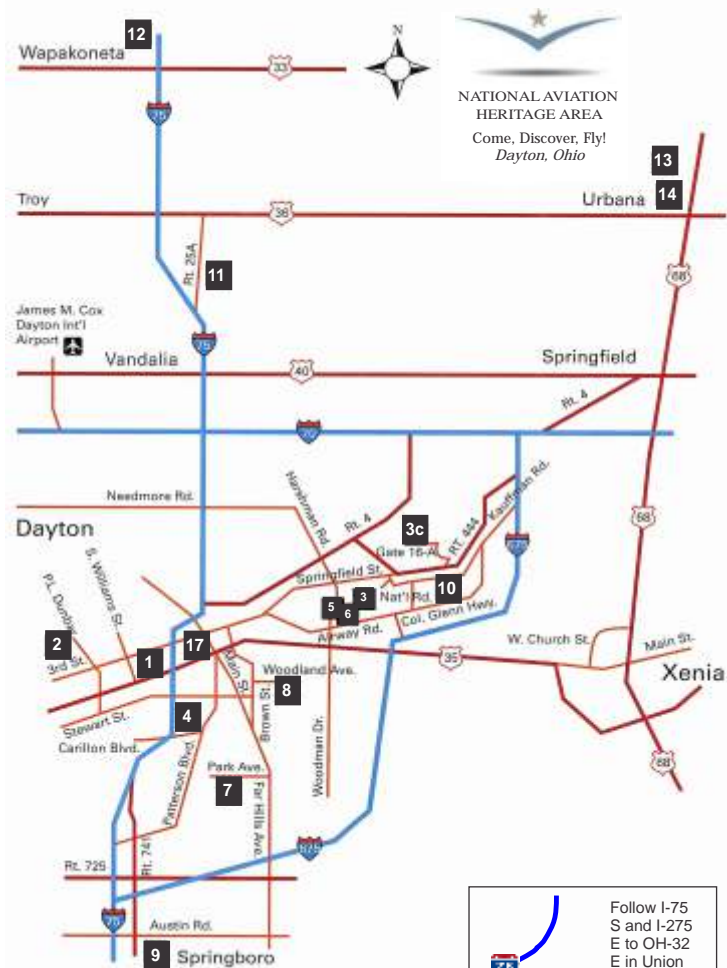 12
Wapakoneta
33
N
NATIONAL AVIATION
HERITAGE AREA
Come, Discover, Fly!
Dayton, Ohio
75
13
Troy
36
Urbana
14
Rt. 25A
11
68
James M. Cox
Dayton Int'l
Airport
75
Vandalia
40
Springfield
Rt. 4
70
Needmore Rd.
Harshman Rd.
Kauffman Rd.
68
Dayton
Rt. 4
3c
Gate 16-A
RT. 444
S. Williams St.
Springfield St.
P.L. Dunbar
5
6
3
Nat'l Rd.
10
Col. Glenn Hwy.
Airway Rd.
2
3rd St.
1
17
Main St.
35
W. Church St.
Main St.
Xenia
Woodland Ave.
8
Stewart St.
4
Brown St.
Carillon Blvd.
Woodman Dr.
68
Patterson Blvd.
Park Ave.
7
Far Hills Ave.
Rt. 741
Rt. 725
75
Austin Rd.
9
Springboro
Follow I-75
S and I-275
E to OH-32
E in Union
75